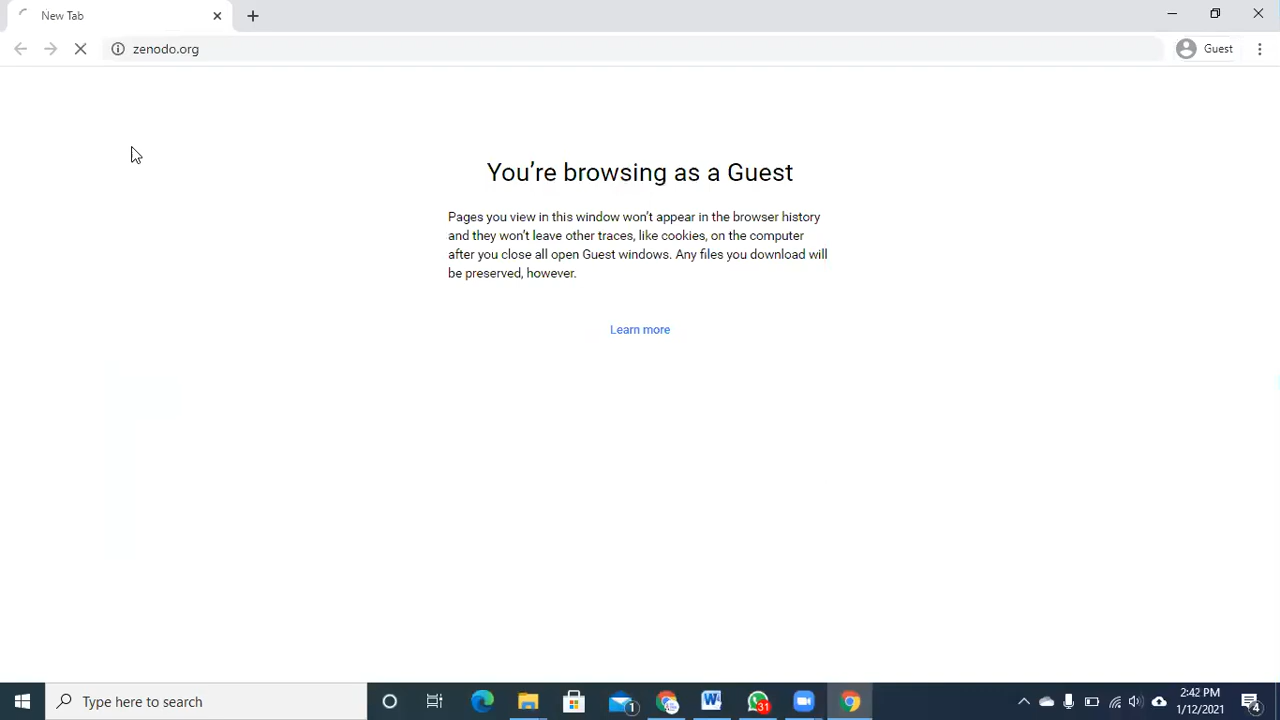 New Tab
zenodo.org
Guest
You're browsing as a Guest
Pages you view in this window won't appear in the browser history
and they won't leave other traces, like cookies, on the computer
after you close all open Guest windows. Any files you download will
be preserved, however.
Learn more
Type here to search
1
31
2:42 PM
1/12/2021
4